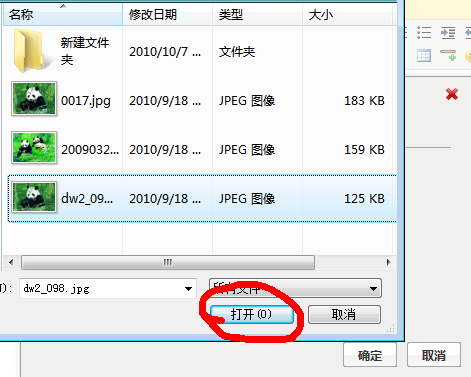 名称 修改日期 类型 大小
新建文件
夹 2010/10/7 ... 文件夹
0017.jpg 2010/9/18 ... JPEG 图像 183 KB
2009032... 2010/9/18 ... JPEG 图像 159 KB
dw2_09... 2010/9/18 ... JPEG 图像 125 KB
): dw2_098.jpg 所有文件
打开(O) 取消
确定 取消